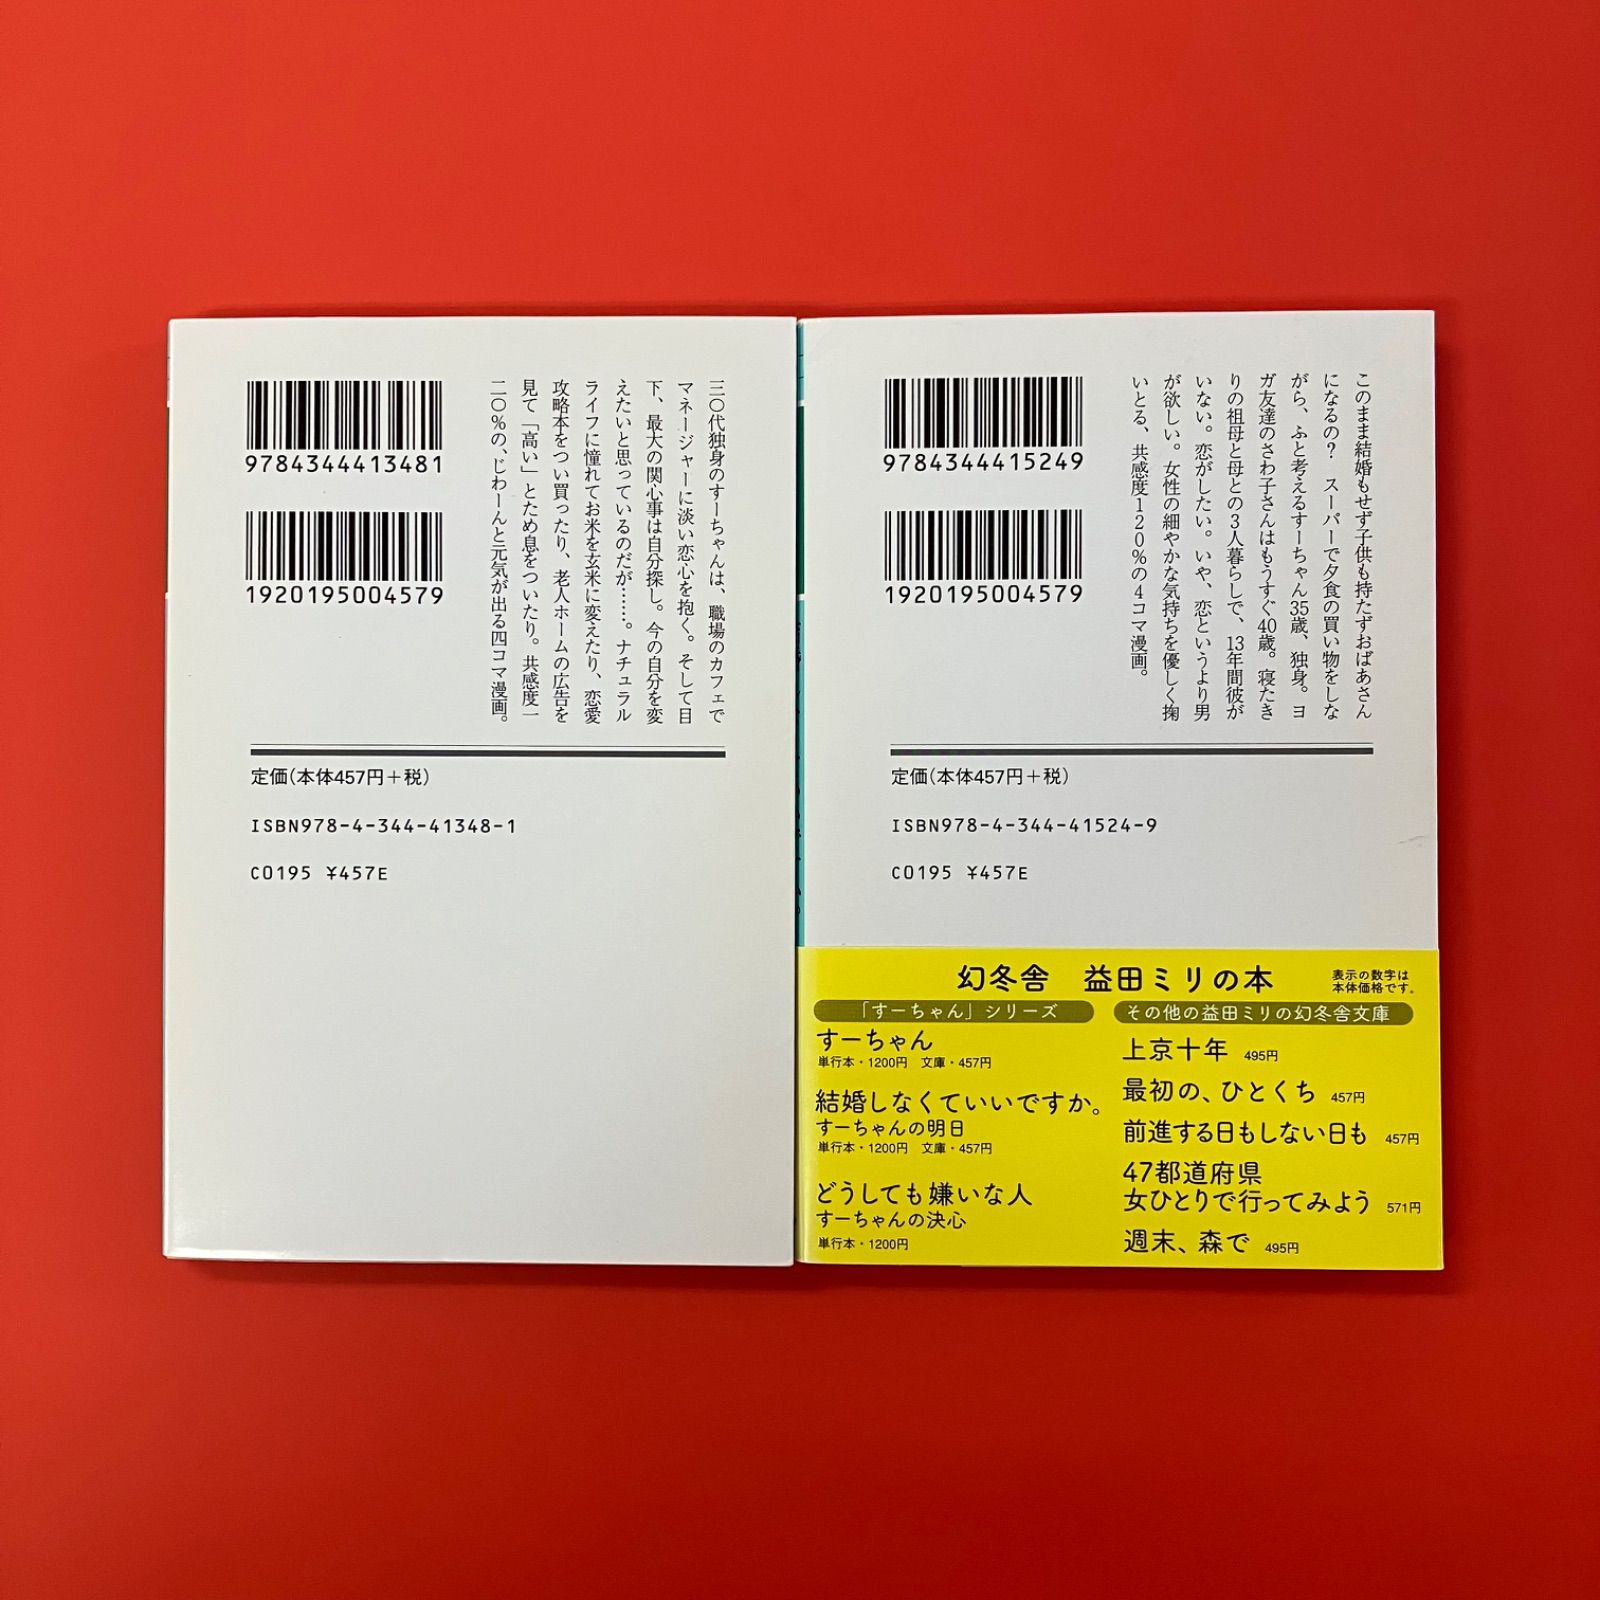 9784344413481
1920195004579
三〇代独身のすーちゃんは、職場のカフェで
マネージャーに淡い恋心を抱く。そして目
下、最大の関心事は自分探し。今の自分を変
えたいと思っているのだが……。ナチュラル
ライフに憧れてお米を玄米に変えたり、恋愛
攻略本をつい買ったり、老人ホームの広告を
見て「高い」とため息をついたり。共感度一
二〇%の、じわーんと元気が出る四コマ漫画。
定価(本体457円+税)
ISBN978-4-344-41348-1
C0195 ¥457E
9784344415249
1920195004579
このまま結婚もせず子供も持たずおばあさん
になるの? スーパーで夕食の買い物をしな
がら、ふと考えるすーちゃん35歳、独身。ヨ
ガ友達のさわ子さんはもうすぐ40歳。寝たき
りの祖母と母との3人暮らしで、13年間彼が
いない。恋がしたい。いや、恋というより男
が欲しい。女性の細やかな気持ちを優しく掬
いとる、共感度120%の4コマ漫画。
定価(本体457円+税)
ISBN978-4-344-41524-9
C0195 ¥457E
幻冬舎 益田ミリの本
表示の数字は
本体価格です。
「すーちゃん」シリーズ
すーちゃん
単行本・1200円 文庫・457円
結婚しなくていいですか。
すーちゃんの明日
単行本・1200円 文庫・457円
どうしても嫌いな人
すーちゃんの決心
単行本・1200円
その他の益田ミリの幻冬舎文庫
上京十年 495円
最初の、ひとくち 457円
前進する日もしない日も 457円
47都道府県
女ひとりで行ってみよう 571円
週末、森で 495円